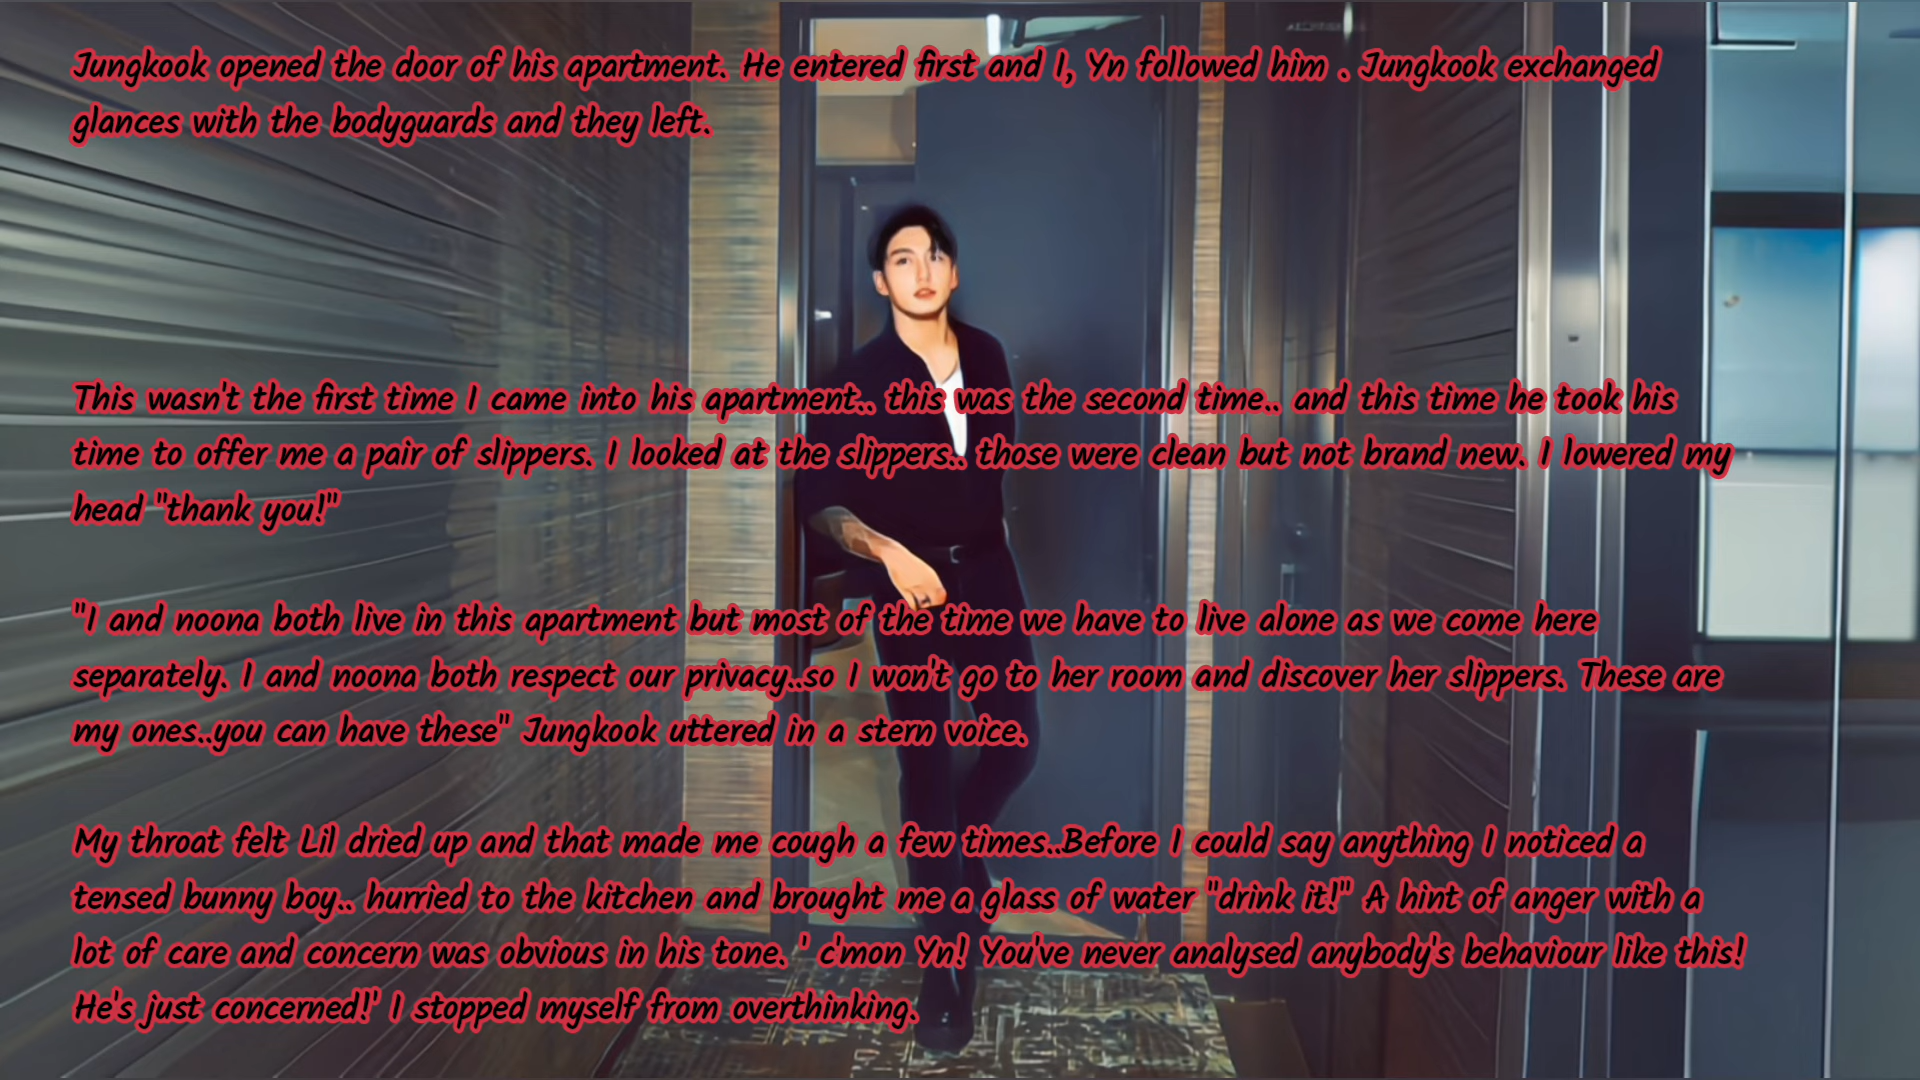 Jungkook opened the door of his apartment. He entered first and I, Yn followed him . Jungkook exchanged
glances with the bodyguards and they left.
This wasn't the first time I came into his apartment.. this was the second time.. and this time he took his
time to offer me a pair of slippers. I looked at the slippers.. those were clean but not brand new. I lowered my
head "thank you!"
"I and noona both live in this apartment but most of the time we have to live alone as we come here
separately. I and noona both respect our privacy..so I won't go to her room and discover her slippers. These are
my ones..you can have these" Jungkook uttered in a stern voice.
My throat felt Lil dried up and that made me cough a few times..Before I could say anything I noticed a
tensed bunny boy.. hurried to the kitchen and brought me a glass of water "drink it!" A hint of anger with a
lot of care and concern was obvious in his tone. ' c'mon Yn! You've never analysed anybody's behaviour like this!
He's just concerned!' I stopped myself from overthinking.